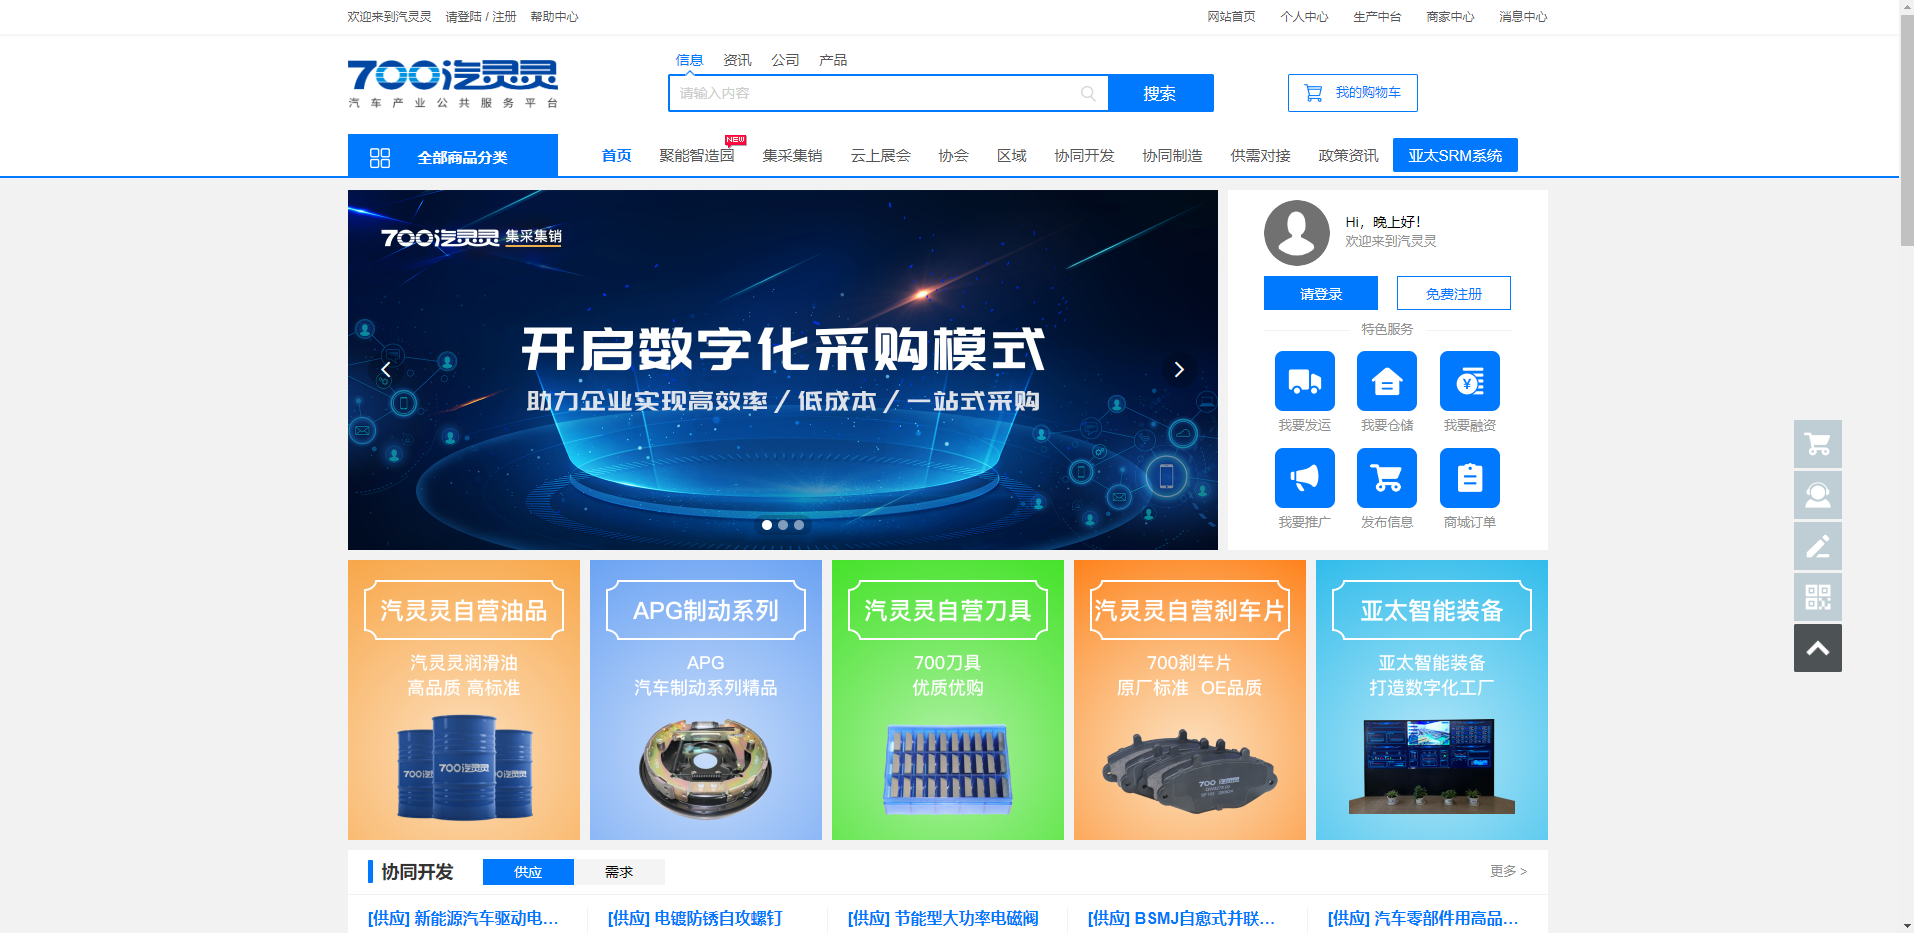 欢迎来到汽灵灵 请登陆 / 注册 帮助中心
网站首页 个人中心 生产中台 商家中心 消息中心
700汽灵灵
汽车产业公共服务平台
信息 资讯 公司 产品
请输入内容
搜索
我的购物车
全部商品分类
首页 聚能智造园 NEW 集采集销 云上展会 协会 区域 协同开发 协同制造 供需对接 政策资讯 亚太SRM系统
700汽灵灵 集采集销
开启数字化采购模式
助力企业实现高效率 / 低成本 / 一站式采购
Hi，晚上好！
欢迎来到汽灵灵
请登录 免费注册
特色服务
我要发运 我要仓储 我要融资
我要推广 发布信息 商城订单
汽灵灵自营油品
汽灵灵润滑油
高品质 高标准
700汽灵灵
APG制动系列
APG
汽车制动系列精品
汽灵灵自营刀具
700刀具
优质优购
汽灵灵自营刹车片
700刹车片
原厂标准 OE品质
700汽灵灵
亚太智能装备
亚太智能装备
打造数字化工厂
协同开发 供应 需求 更多 >
[供应] 新能源汽车驱动电... [供应] 电镀防锈自攻螺钉 [供应] 节能型大功率电磁阀 [供应] BSMJ自愈式并联... [供应] 汽车零部件用高品...